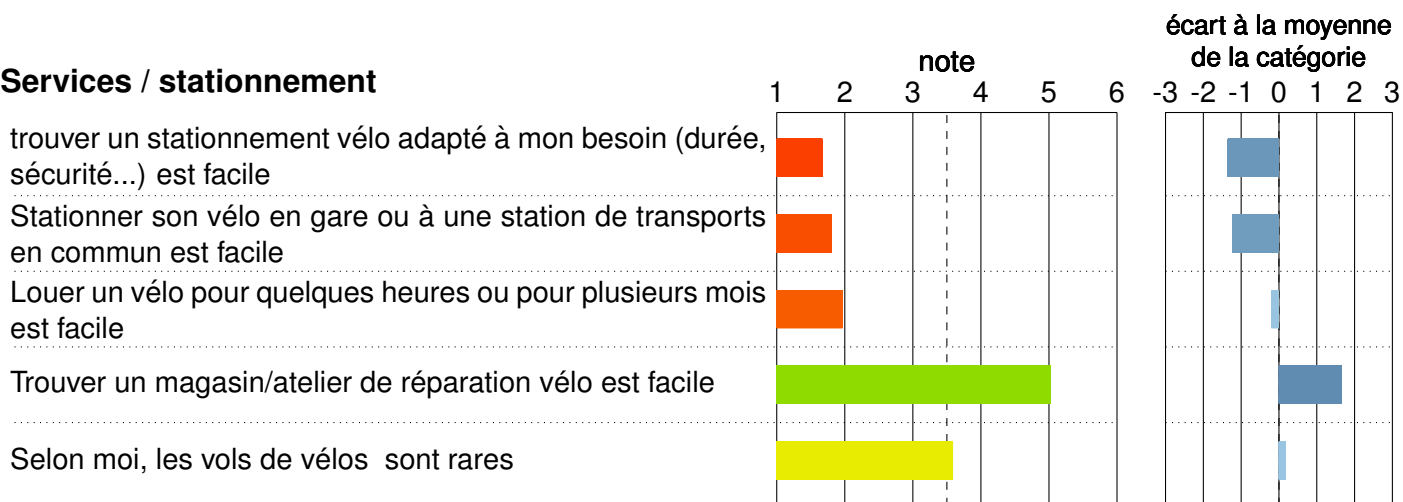 écart à la moyenne
de la catégorie
note
Services / stationnement
1 2 3 4 5 6 -3 -2 -1 0 1 2 3
trouver un stationnement vélo adapté à mon besoin (durée,
sécurité...) est facile
Stationner son vélo en gare ou à une station de transports
en commun est facile
Louer un vélo pour quelques heures ou pour plusieurs mois
est facile
Trouver un magasin/atelier de réparation vélo est facile
Selon moi, les vols de vélos sont rares